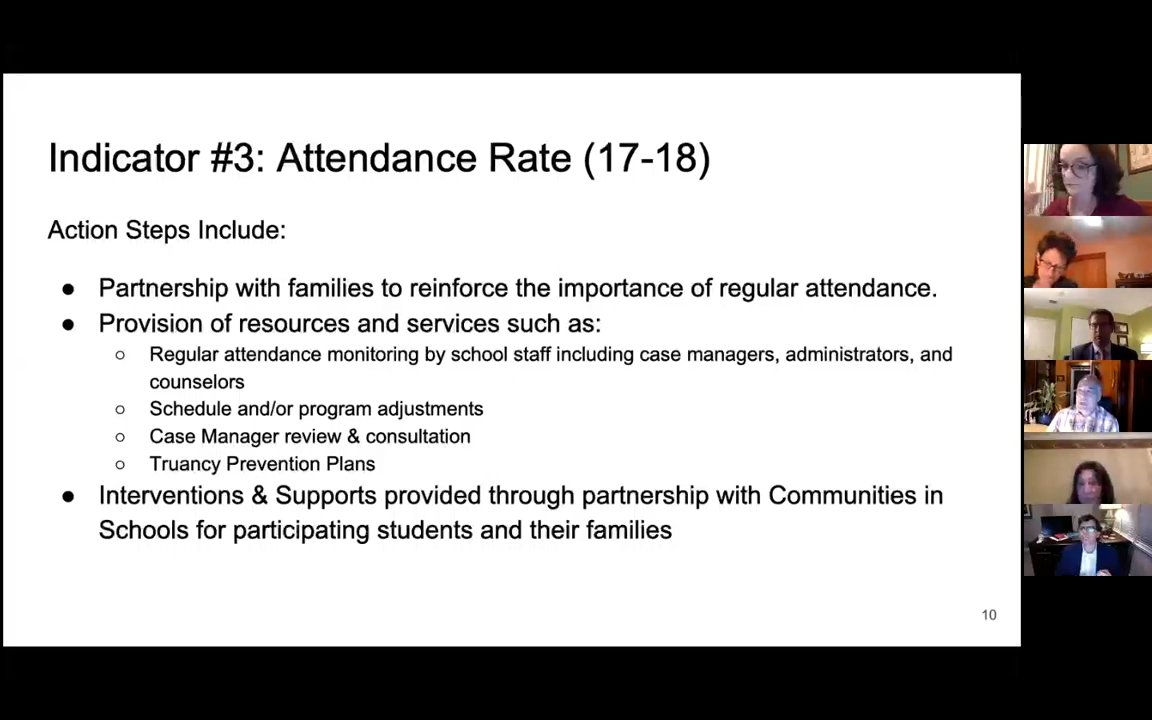 Indicator #3: Attendance Rate (17-18)
Action Steps Include:
● Partnership with families to reinforce the importance of regular attendance.
● Provision of resources and services such as:
○ Regular attendance monitoring by school staff including case managers, administrators, and
counselors
○ Schedule and/or program adjustments
○ Case Manager review & consultation
○ Truancy Prevention Plans
● Interventions & Supports provided through partnership with Communities in
Schools for participating students and their families
10